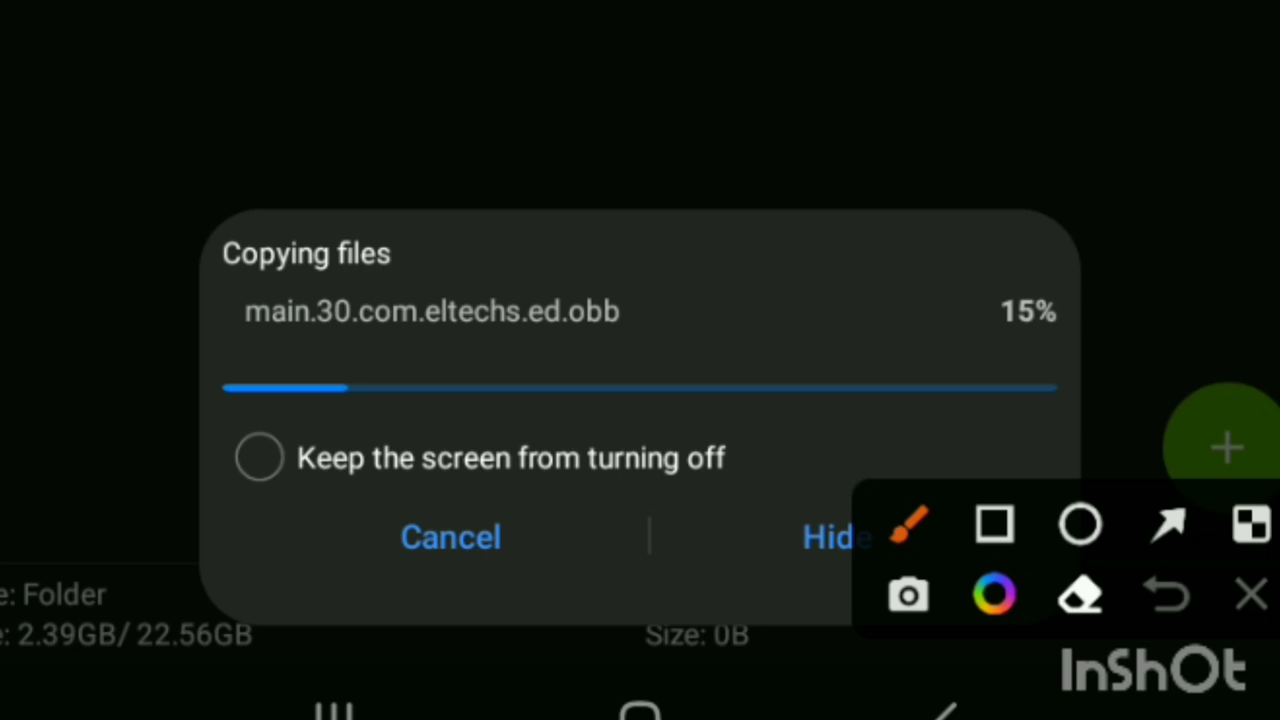 Copying files
main.30.com.eltechs.ed.obb 15%
Keep the screen from turning off
Cancel Hide
e: Folder
e: 2.39GB/ 22.56GB Size: 0B
InShOt